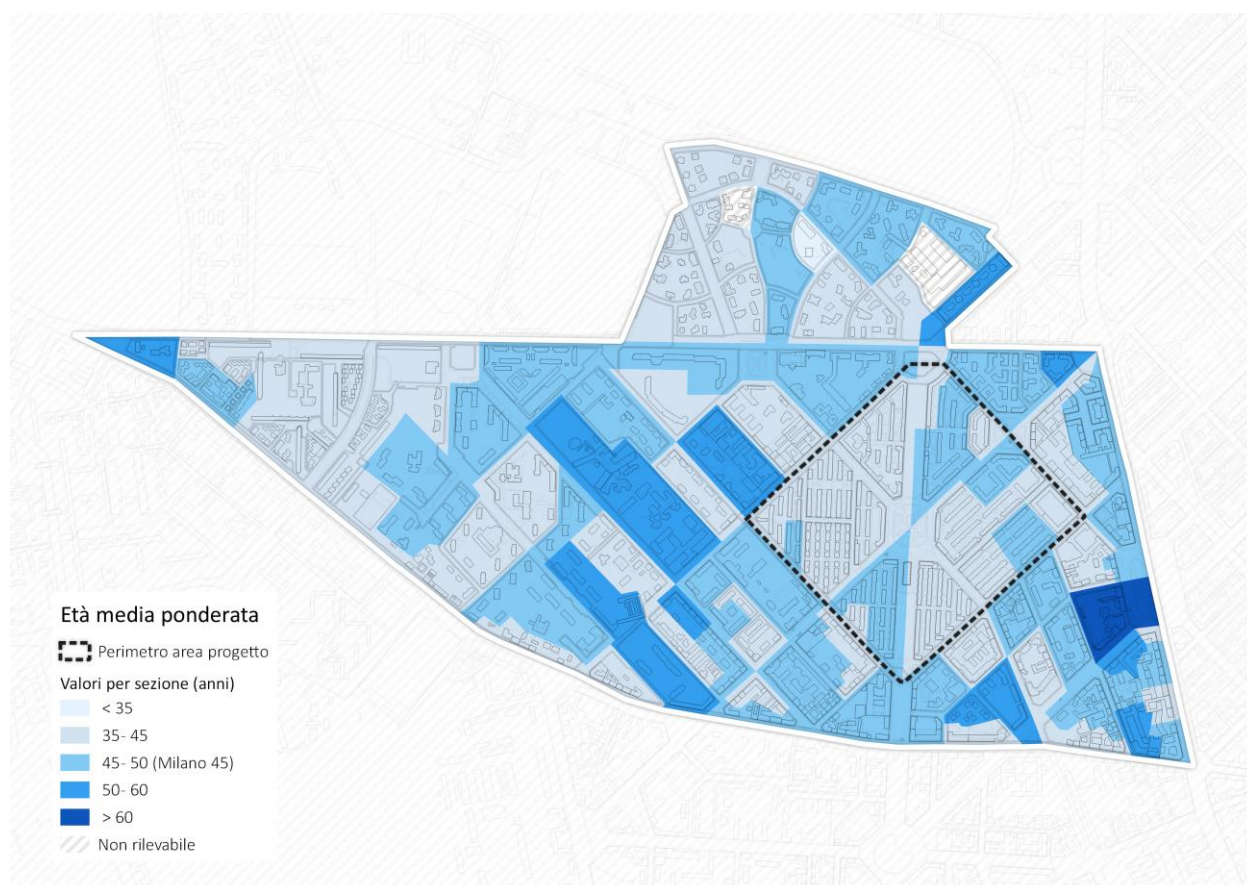 Età media ponderata
Perimetro area progetto
Valori per sezione (anni)
< 35
35- 45
45- 50 (Milano 45)
50- 60
> 60
Non rilevabile